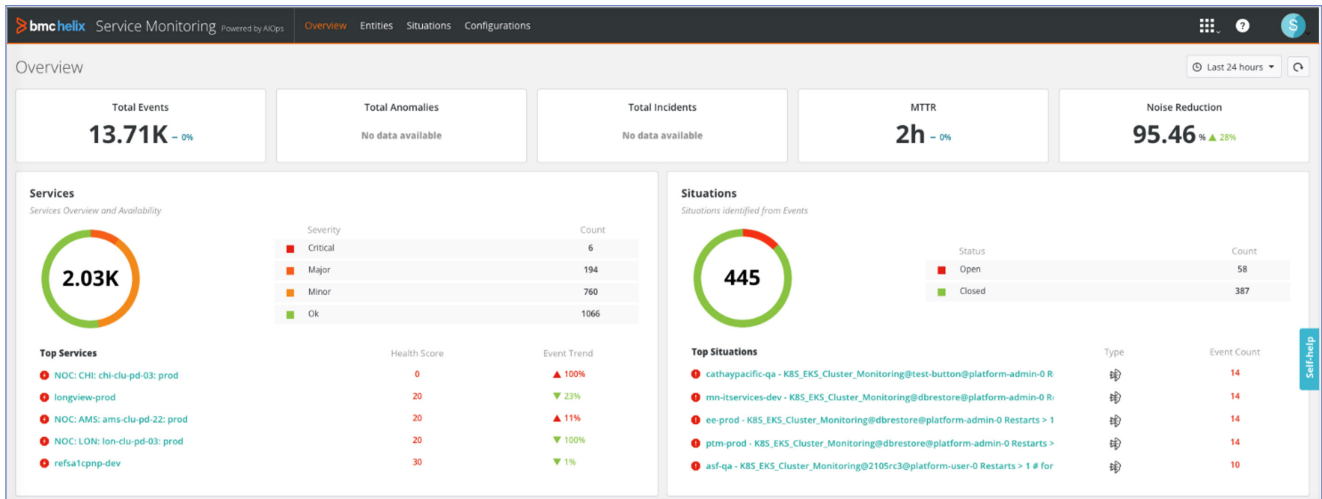 bmchelix Service Monitoring Powered by AIOps Overview Entities Situations Configurations ? S
Overview Last 24 hours
Total Events Total Anomalies Total Incidents MTTR Noise Reduction
13.71K – 0% No data available No data available 2h – 0% 95.46 % ▲ 28%
Services
Services Overview and Availability
2.03K
Severity Count
Critical 6
Major 194
Minor 760
Ok 1066
Top Services Health Score Event Trend
NOC: CHI: chi-clu-pd-03: prod 0 ▲ 100%
longview-prod 20 ▼ 23%
NOC: AMS: ams-clu-pd-22: prod 20 ▲ 11%
NOC: LON: lon-clu-pd-03: prod 20 ▼ 100%
refsa1cpnp-dev 30 ▼ 1%
Situations
Situations identified from Events
445
Status Count
Open 58
Closed 387
Top Situations Type Event Count
cathaypacific-qa - K8S_EKS_Cluster_Monitoring@test-button@platform-admin-0 R 14
mn-itservices-dev - K8S_EKS_Cluster_Monitoring@dbrestore@platform-admin-0 R 14
ee-prod - K8S_EKS_Cluster_Monitoring@dbrestore@platform-admin-0 Restarts > 1 14
ptm-prod - K8S_EKS_Cluster_Monitoring@dbrestore@platform-admin-0 Restarts > 14
asf-qa - K8S_EKS_Cluster_Monitoring@2105rc3@platform-user-0 Restarts > 1 # for 10
Self-help